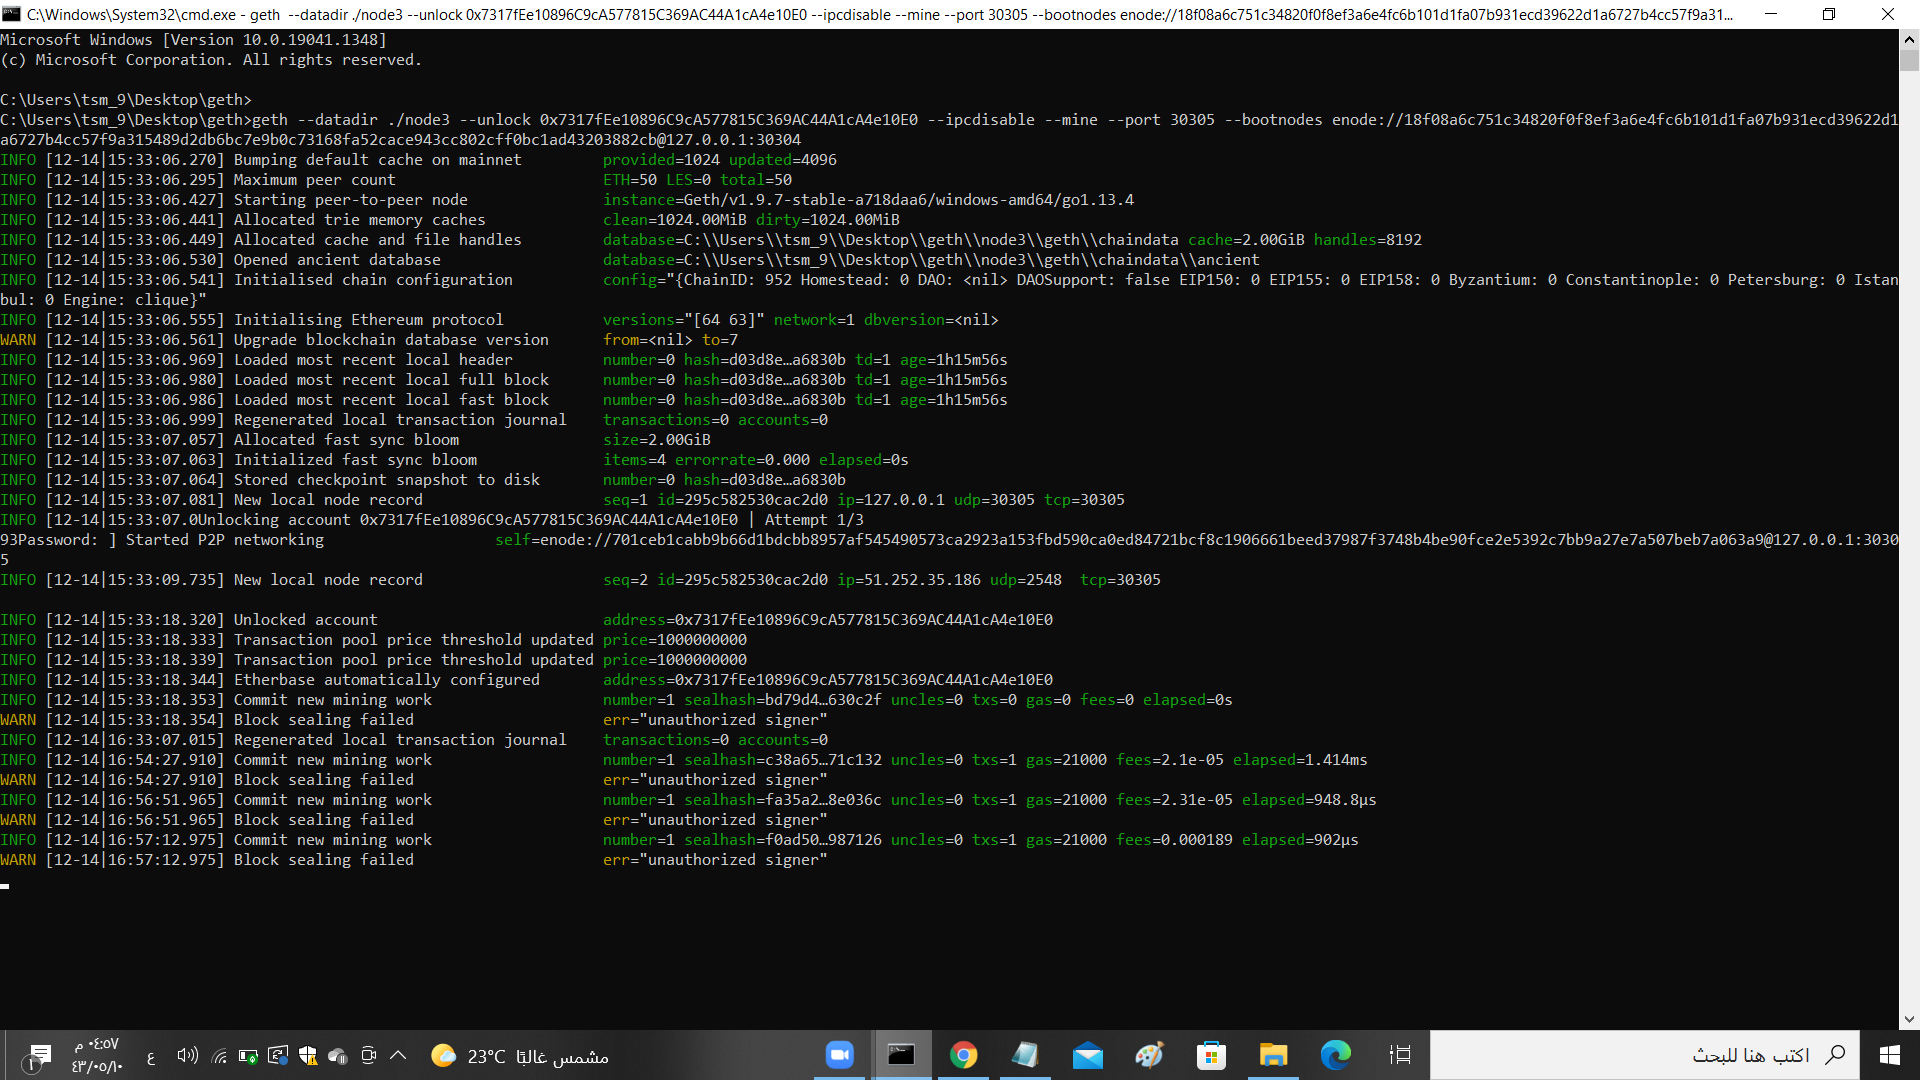 C:\Windows\System32\cmd.exe - geth --datadir ./node3 --unlock 0x7317fEe10896C9cA577815C369AC44A1cA4e10E0 --ipcdisable --mine --port 30305 --bootnodes enode://18f08a6c751c34820f0f8ef3a6e4fc6b101d1fa07b931ecd39622d1a6727b4cc57f9a31...
Microsoft Windows [Version 10.0.19041.1348]
(c) Microsoft Corporation. All rights reserved.
C:\Users\tsm_9\Desktop\geth>
C:\Users\tsm_9\Desktop\geth>geth --datadir ./node3 --unlock 0x7317fEe10896C9cA577815C369AC44A1cA4e10E0 --ipcdisable --mine --port 30305 --bootnodes enode://18f08a6c751c34820f0f8ef3a6e4fc6b101d1fa07b931ecd39622d1
a6727b4cc57f9a315489d2db6bc7e9b0c73168fa52cace943cc802cff0bc1ad43203882cb@127.0.0.1:30304
INFO [12-14|15:33:06.270] Bumping default cache on mainnet provided=1024 updated=4096
INFO [12-14|15:33:06.295] Maximum peer count ETH=50 LES=0 total=50
INFO [12-14|15:33:06.427] Starting peer-to-peer node instance=Geth/v1.9.7-stable-a718daa6/windows-amd64/go1.13.4
INFO [12-14|15:33:06.441] Allocated trie memory caches clean=1024.00MiB dirty=1024.00MiB
INFO [12-14|15:33:06.449] Allocated cache and file handles database=C:\\Users\\tsm_9\\Desktop\\geth\\node3\\geth\\chaindata cache=2.00GiB handles=8192
INFO [12-14|15:33:06.530] Opened ancient database database=C:\\Users\\tsm_9\\Desktop\\geth\\node3\\geth\\chaindata\\ancient
INFO [12-14|15:33:06.541] Initialised chain configuration config="{ChainID: 952 Homestead: 0 DAO: <nil> DAOSupport: false EIP150: 0 EIP155: 0 EIP158: 0 Byzantium: 0 Constantinople: 0 Petersburg: 0 Istan
bul: 0 Engine: clique}"
INFO [12-14|15:33:06.555] Initialising Ethereum protocol versions="[64 63]" network=1 dbversion=<nil>
WARN [12-14|15:33:06.561] Upgrade blockchain database version from=<nil> to=7
INFO [12-14|15:33:06.969] Loaded most recent local header number=0 hash=d03d8e…a6830b td=1 age=1h15m56s
INFO [12-14|15:33:06.980] Loaded most recent local full block number=0 hash=d03d8e…a6830b td=1 age=1h15m56s
INFO [12-14|15:33:06.986] Loaded most recent local fast block number=0 hash=d03d8e…a6830b td=1 age=1h15m56s
INFO [12-14|15:33:06.999] Regenerated local transaction journal transactions=0 accounts=0
INFO [12-14|15:33:07.057] Allocated fast sync bloom size=2.00GiB
INFO [12-14|15:33:07.063] Initialized fast sync bloom items=4 errorrate=0.000 elapsed=0s
INFO [12-14|15:33:07.064] Stored checkpoint snapshot to disk number=0 hash=d03d8e…a6830b
INFO [12-14|15:33:07.081] New local node record seq=1 id=295c582530cac2d0 ip=127.0.0.1 udp=30305 tcp=30305
INFO [12-14|15:33:07.0Unlocking account 0x7317fEe10896C9cA577815C369AC44A1cA4e10E0 | Attempt 1/3
93Password: ] Started P2P networking self=enode://701ceb1cabb9b66d1bdcbb8957af545490573ca2923a153fbd590ca0ed84721bcf8c1906661beed37987f3748b4be90fce2e5392c7bb9a27e7a507beb7a063a9@127.0.0.1:3030
5
INFO [12-14|15:33:09.735] New local node record seq=2 id=295c582530cac2d0 ip=51.252.35.186 udp=2548 tcp=30305
INFO [12-14|15:33:18.320] Unlocked account address=0x7317fEe10896C9cA577815C369AC44A1cA4e10E0
INFO [12-14|15:33:18.333] Transaction pool price threshold updated price=1000000000
INFO [12-14|15:33:18.339] Transaction pool price threshold updated price=1000000000
INFO [12-14|15:33:18.344] Etherbase automatically configured address=0x7317fEe10896C9cA577815C369AC44A1cA4e10E0
INFO [12-14|15:33:18.353] Commit new mining work number=1 sealhash=bd79d4…630c2f uncles=0 txs=0 gas=0 fees=0 elapsed=0s
WARN [12-14|15:33:18.354] Block sealing failed err="unauthorized signer"
INFO [12-14|16:33:07.015] Regenerated local transaction journal transactions=0 accounts=0
INFO [12-14|16:54:27.910] Commit new mining work number=1 sealhash=c38a65…71c132 uncles=0 txs=1 gas=21000 fees=2.1e-05 elapsed=1.414ms
WARN [12-14|16:54:27.910] Block sealing failed err="unauthorized signer"
INFO [12-14|16:56:51.965] Commit new mining work number=1 sealhash=fa35a2…8e036c uncles=0 txs=1 gas=21000 fees=2.31e-05 elapsed=948.8µs
WARN [12-14|16:56:51.965] Block sealing failed err="unauthorized signer"
INFO [12-14|16:57:12.975] Commit new mining work number=1 sealhash=f0ad50…987126 uncles=0 txs=1 gas=21000 fees=0.000189 elapsed=902µs
WARN [12-14|16:57:12.975] Block sealing failed err="unauthorized signer"
اكتب هنا للبحث
23°C مشمس غالبًا
ع
٠٤:٥٧ م
٤٣/٠٥/١٠
١